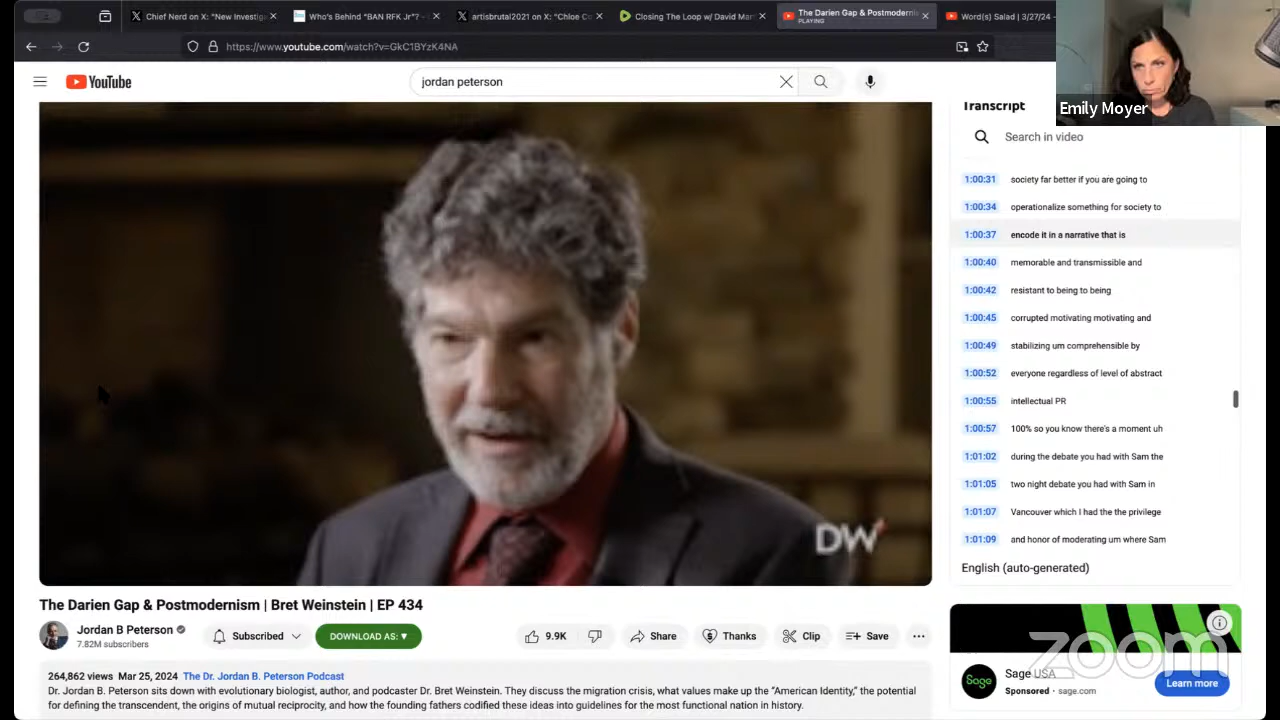 Chief Nerd on X: "New Investiga
Who's Behind "BAN RFK Jr"? -
artisbrutal2021 on X: "Chloe C
Closing The Loop w/ David Mar
The Darien Gap & Postmodernis
PLAYING
Word(s) Salad | 3/27/24 -
https://www.youtube.com/watch?v=GkC1BYzK4NA
YouTube
jordan peterson
Emily Moyer
Transcript
Search in video
1:00:31 society far better if you are going to
1:00:34 operationalize something for society to
1:00:37 encode it in a narrative that is
1:00:40 memorable and transmissible and
1:00:42 resistant to being to being
1:00:45 corrupted motivating motivating and
1:00:49 stabilizing um comprehensible by
1:00:52 everyone regardless of level of abstract
1:00:55 intellectual PR
1:00:57 100% so you know there's a moment uh
1:01:02 during the debate you had with Sam the
1:01:05 two night debate you had with Sam in
1:01:07 Vancouver which I had the the privilege
1:01:09 and honor of moderating um where Sam
English (auto-generated)
DW
The Darien Gap & Postmodernism | Bret Weinstein | EP 434
Jordan B Peterson
7.82M subscribers
Subscribed
DOWNLOAD AS: ▼
9.9K
Share
Thanks
Clip
Save
264,862 views Mar 25, 2024 The Dr. Jordan B. Peterson Podcast
Dr. Jordan B. Peterson sits down with evolutionary biologist, author, and podcaster Dr. Bret Weinstein. They discuss the migration crisis, what values make up the "American Identity," the potential
for defining the transcendent, the origins of mutual reciprocity, and how the founding fathers codified these ideas into guidelines for the most functional nation in history.
zoom
Sage
Sage USA
Sponsored · sage.com
Learn more